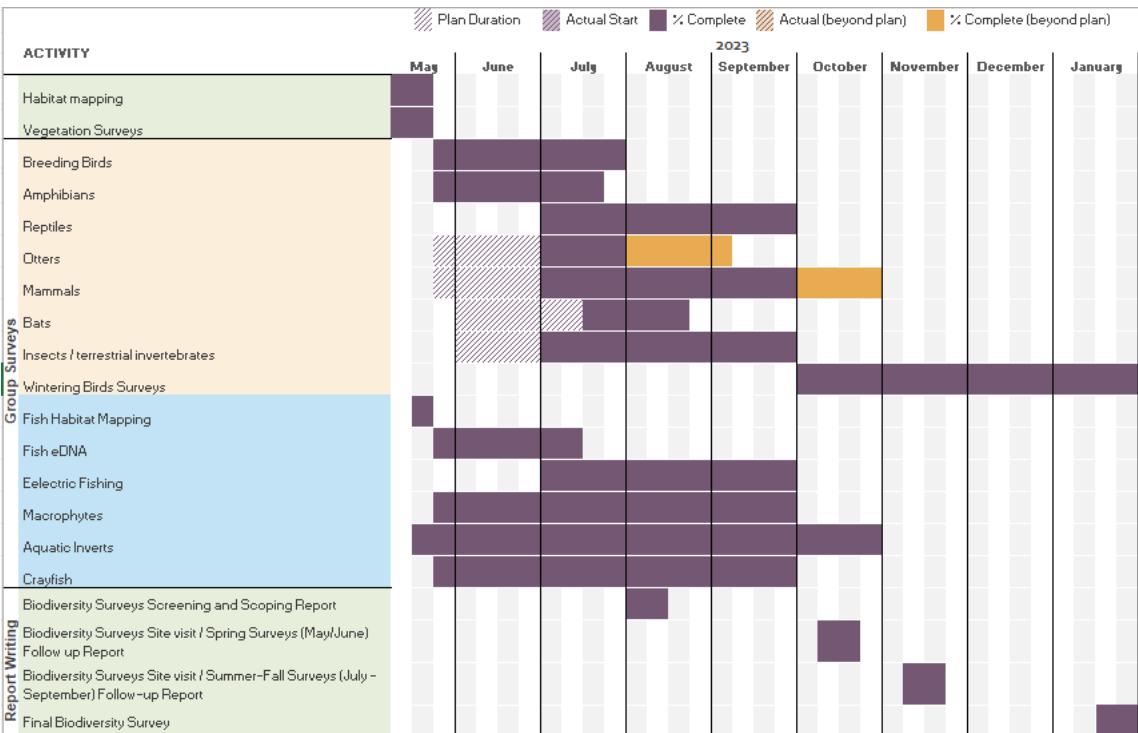 Plan Duration
Actual Start
% Complete
Actual (beyond plan)
% Complete (beyond plan)
2023
ACTIVITY
May
June
July
August
September
October
November
December
January
Habitat mapping
Vegetation Surveys
Group Surveys
Breeding Birds
Amphibians
Reptiles
Otters
Mammals
Bats
Insects / terrestrial invertebrates
Wintering Birds Surveys
Fish Habitat Mapping
Fish eDNA
Eelectric Fishing
Macrophytes
Aquatic Inverts
Crayfish
Report Writing
Biodiversity Surveys Screening and Scoping Report
Biodiversity Surveys Site visit / Spring Surveys (May/June)
Follow up Report
Biodiversity Surveys Site visit / Summer-Fall Surveys (July -
September) Follow-up Report
Final Biodiversity Survey